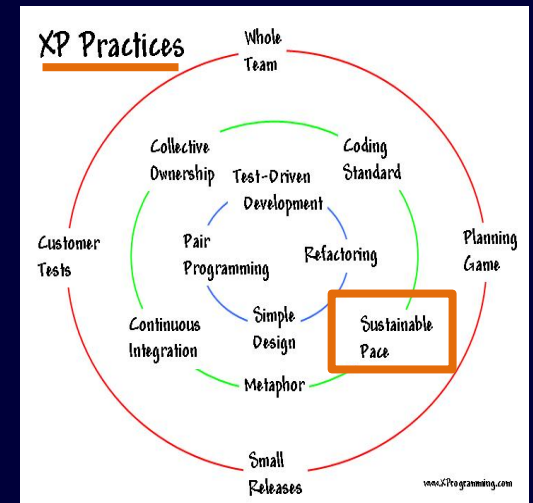 XP Practices
Whole
Team
Collective
Ownership
Coding
Standard
Test-Driven
Development
Customer
Tests
Pair
Programming
Refactoring
Planning
Game
Continuous
Integration
Simple
Design
Sustainable
Pace
Metaphor
Small
Releases
www.XProgramming.com